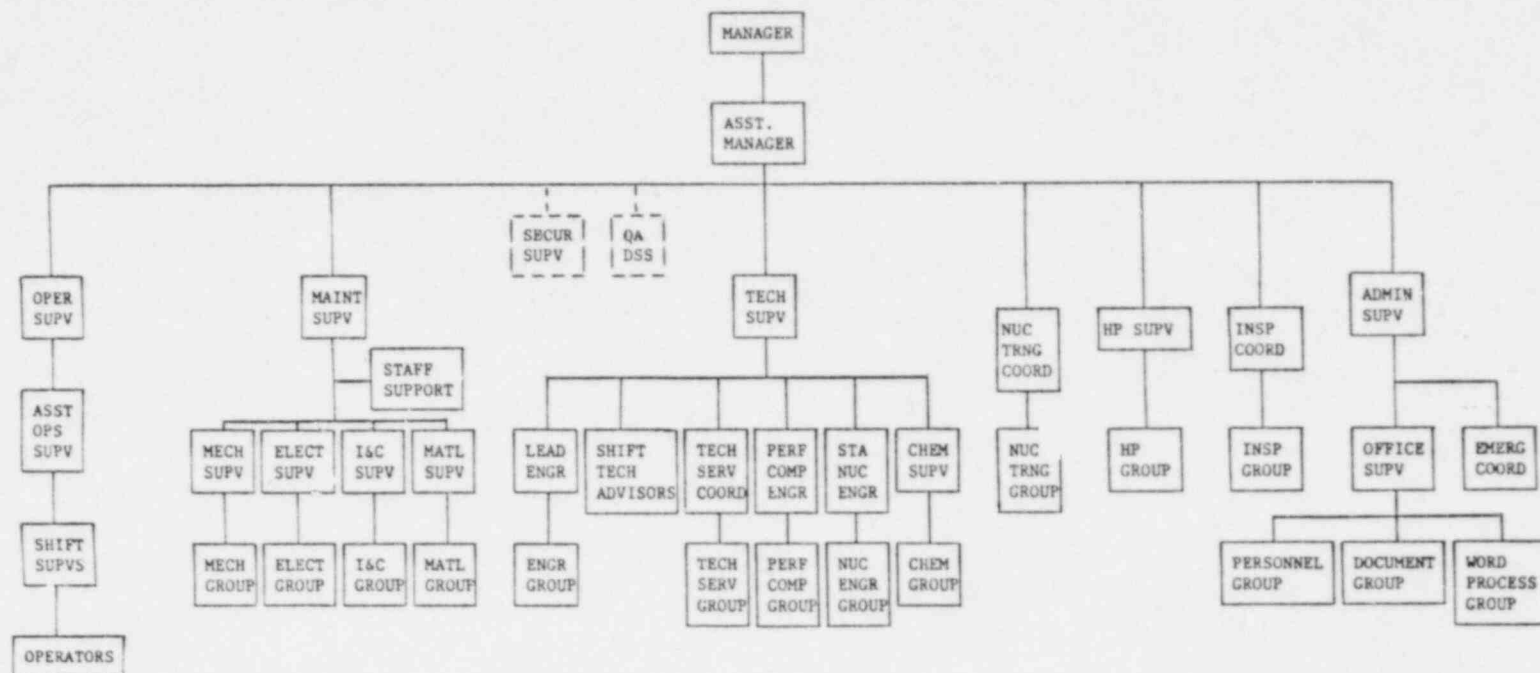 MANAGER
ASST.
MANAGER
SECUR
SUPV
QA
DSS
OPER
SUPV
MAINT
SUPV
TECH
SUPV
NUC
TRNG
COORD
HP SUPV
INSP
COORD
ADMIN
SUPV
STAFF
SUPPORT
ASST
OPS
SUPV
MECH
SUPV
ELECT
SUPV
I&C
SUPV
MATL
SUPV
LEAD
ENGR
SHIFT
TECH
ADVISORS
TECH
SERV
COORD
PERF
COMP
ENGR
STA
NUC
ENGR
CHEM
SUPV
NUC
TRNG
GROUP
HP
GROUP
INSP
GROUP
OFFICE
SUPV
EMERG
COORD
SHIFT
SUPVS
MECH
GROUP
ELECT
GROUP
I&C
GROUP
MATL
GROUP
ENGR
GROUP
TECH
SERV
GROUP
PERF
COMP
GROUP
NUC
ENGR
GROUP
CHEM
GROUP
PERSONNEL
GROUP
DOCUMENT
GROUP
WORD
PROCESS
GROUP
OPERATORS